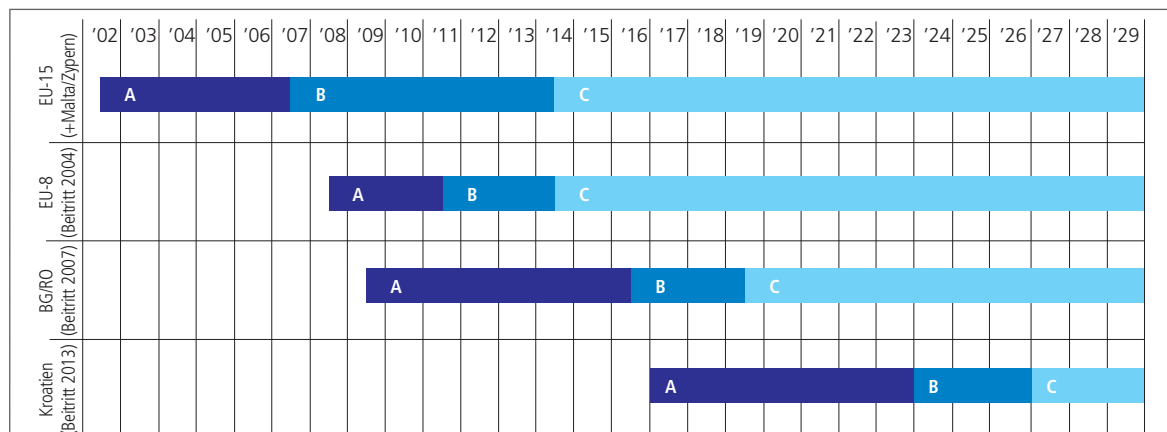 ’02 ’03 ’04 ’05 ’06 ’07 ’08 ’09 ’10 ’11 ’12 ’13 ’14 ’15 ’16 ’17 ’18 ’19 ’20 ’21 ’22 ’23 ’24 ’25 ’26 ’27 ’28 ’29
EU-15
(+Malta/Zypern)
A B C
EU-8
(Beitritt 2004)
A B C
BG/RO
(Beitritt 2007)
A B C
Kroatien
(Beitritt 2013)
A B C